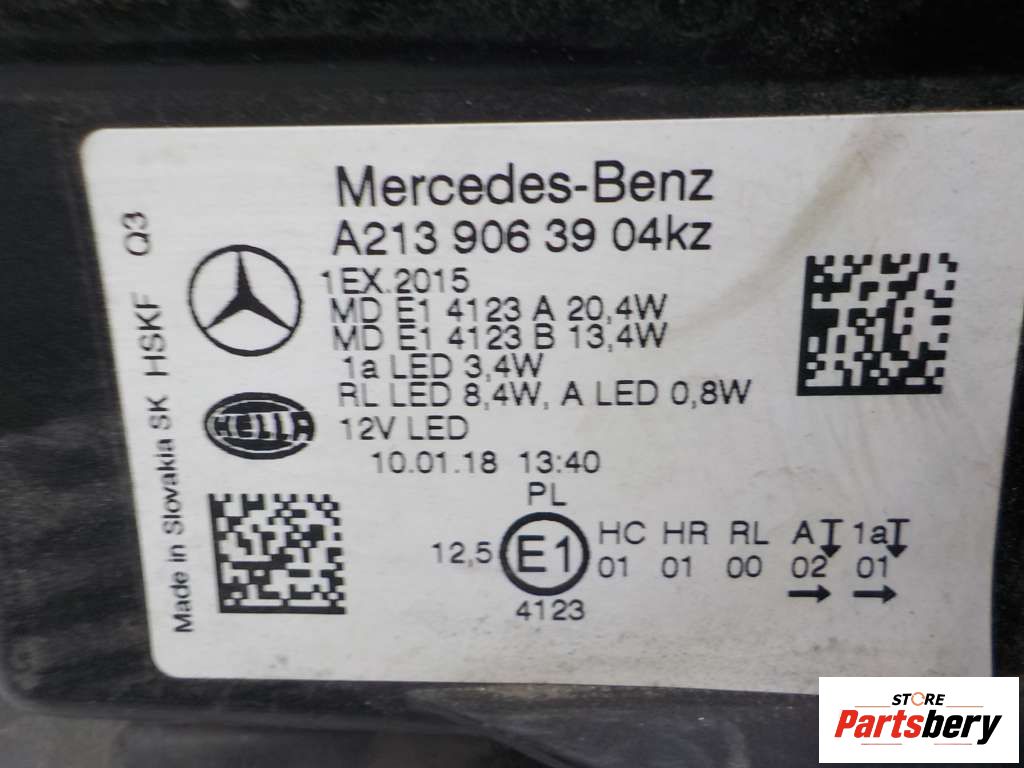 Mercedes-Benz
A213 906 39 04kz
1EX.2015
MD E1 4123 A 20,4W
MD E1 4123 B 13,4W
1a LED 3,4W
RL LED 8,4W, A LED 0,8W
12V LED
10.01.18 13:40
PL
HC HR RL A 1a
12,5 E1 01 01 00 02 01
4123
HELLA
Made in Slovakia SK HSKF Q3
STORE
Partsbery